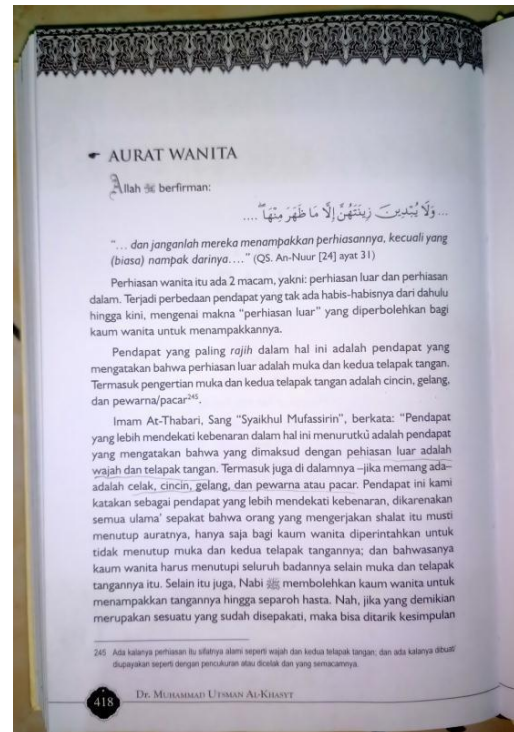 AURAT WANITA
Allah ﷻ berfirman:
... وَلَا يُبْدِينَ زِينَتَهُنَّ إِلَّا مَا ظَهَرَ مِنْهَا ۖ ....
“... dan janganlah mereka menampakkan perhiasannya, kecuali yang
(biasa) nampak darinya....” (QS. An-Nuur [24] ayat 31)
Perhiasan wanita itu ada 2 macam, yakni: perhiasan luar dan perhiasan
dalam. Terjadi perbedaan pendapat yang tak ada habis-habisnya dari dahulu
hingga kini, mengenai makna “perhiasan luar” yang diperbolehkan bagi
kaum wanita untuk menampakkannya.
Pendapat yang paling rajih dalam hal ini adalah pendapat yang
mengatakan bahwa perhiasan luar adalah muka dan kedua telapak tangan.
Termasuk pengertian muka dan kedua telapak tangan adalah cincin, gelang,
dan pewarna/pacar²⁴⁵.
Imam At-Thabari, Sang “Syaikhul Mufassirin”, berkata: “Pendapat
yang lebih mendekati kebenaran dalam hal ini menurutkú adalah pendapat
yang mengatakan bahwa yang dimaksud dengan pehiasan luar adalah
wajah dan telapak tangan. Termasuk juga di dalamnya –jika memang ada–
adalah celak, cincin, gelang, dan pewarna atau pacar. Pendapat ini kami
katakan sebagai pendapat yang lebih mendekati kebenaran, dikarenakan
semua ulama’ sepakat bahwa orang yang mengerjakan shalat itu musti
menutup auratnya, hanya saja bagi kaum wanita diperintahkan untuk
tidak menutup muka dan kedua telapak tangannya; dan bahwasanya
kaum wanita harus menutupi seluruh badannya selain muka dan telapak
tangannya itu. Selain itu juga, Nabi ﷺ membolehkan kaum wanita untuk
menampakkan tangannya hingga separoh hasta. Nah, jika yang demikian
merupakan sesuatu yang sudah disepakati, maka bisa ditarik kesimpulan
245 Ada kalanya perhiasan itu sifatnya alami seperti wajah dan kedua telapak tangan; dan ada kalanya dibuat/
diupayakan seperti dengan pencukuran atau dicelak dan yang semacamnya.
418 Dr. Muhammad Utsman Al-Khasyt